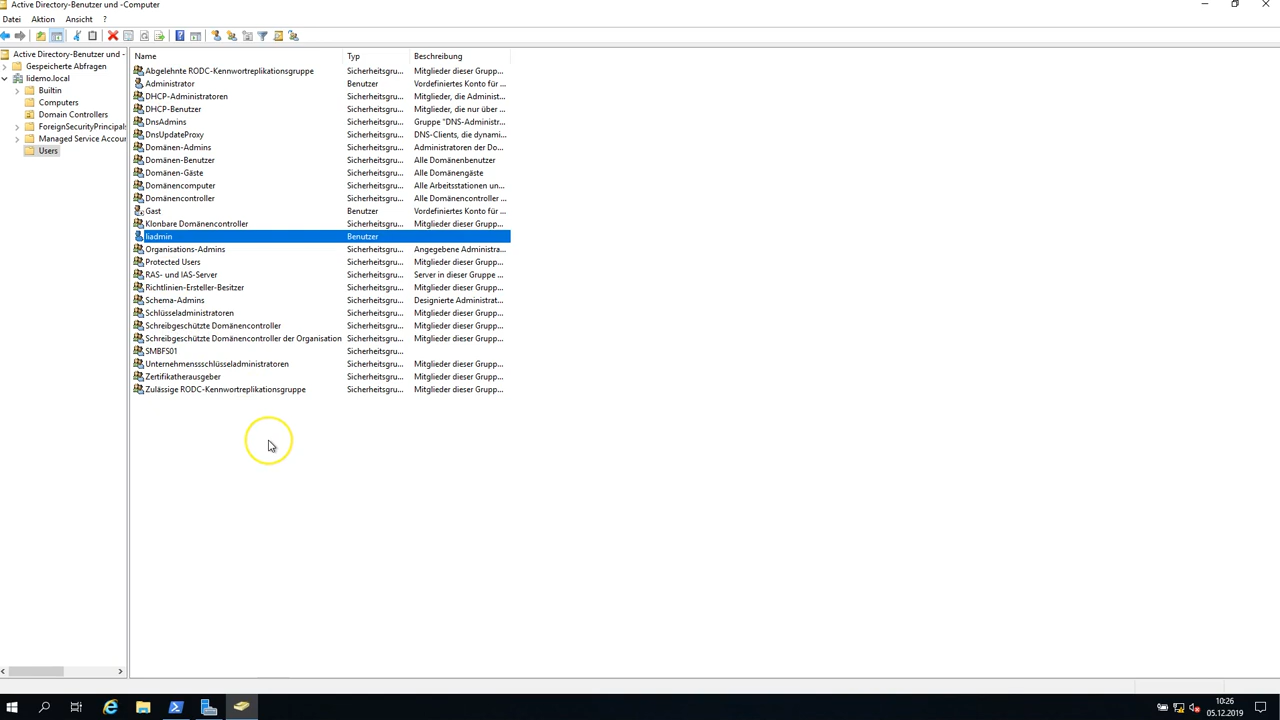 Active Directory-Benutzer und -Computer
Datei Aktion Ansicht ?
Active Directory-Benutzer und -
Gespeicherte Abfragen
lidemo.local
Builtin
Computers
Domain Controllers
ForeignSecurityPrincipals
Managed Service Accou
Users
Name Typ Beschreibung
Abgelehnte RODC-Kennwortreplikationsgruppe Sicherheitsgru... Mitglieder dieser Grupp...
Administrator Benutzer Vordefiniertes Konto für ...
DHCP-Administratoren Sicherheitsgru... Mitglieder, die Administ...
DHCP-Benutzer Sicherheitsgru... Mitglieder, die nur über ...
DnsAdmins Sicherheitsgru... Gruppe "DNS-Administr...
DnsUpdateProxy Sicherheitsgru... DNS-Clients, die dynami...
Domänen-Admins Sicherheitsgru... Administratoren der Do...
Domänen-Benutzer Sicherheitsgru... Alle Domänenbenutzer
Domänen-Gäste Sicherheitsgru... Alle Domänengäste
Domänencomputer Sicherheitsgru... Alle Arbeitsstationen un...
Domänencontroller Sicherheitsgru... Alle Domänencontroller ...
Gast Benutzer Vordefiniertes Konto für ...
Klonbare Domänencontroller Sicherheitsgru... Mitglieder dieser Grupp...
liadmin Benutzer
Organisations-Admins Sicherheitsgru... Angegebene Administra...
Protected Users Sicherheitsgru... Mitglieder dieser Grupp...
RAS- und IAS-Server Sicherheitsgru... Server in dieser Gruppe ...
Richtlinien-Ersteller-Besitzer Sicherheitsgru... Mitglieder dieser Grupp...
Schema-Admins Sicherheitsgru... Designierte Administrat...
Schlüsseladministratoren Sicherheitsgru... Mitglieder dieser Grupp...
Schreibgeschützte Domänencontroller Sicherheitsgru... Mitglieder dieser Grupp...
Schreibgeschützte Domänencontroller der Organisation Sicherheitsgru... Mitglieder dieser Grupp...
SMBFS01 Sicherheitsgru...
Unternehmensschlüsseladministratoren Sicherheitsgru... Mitglieder dieser Grupp...
Zertifikatherausgeber Sicherheitsgru... Mitglieder dieser Grupp...
Zulässige RODC-Kennwortreplikationsgruppe Sicherheitsgru... Mitglieder dieser Grupp...
10:26
05.12.2019